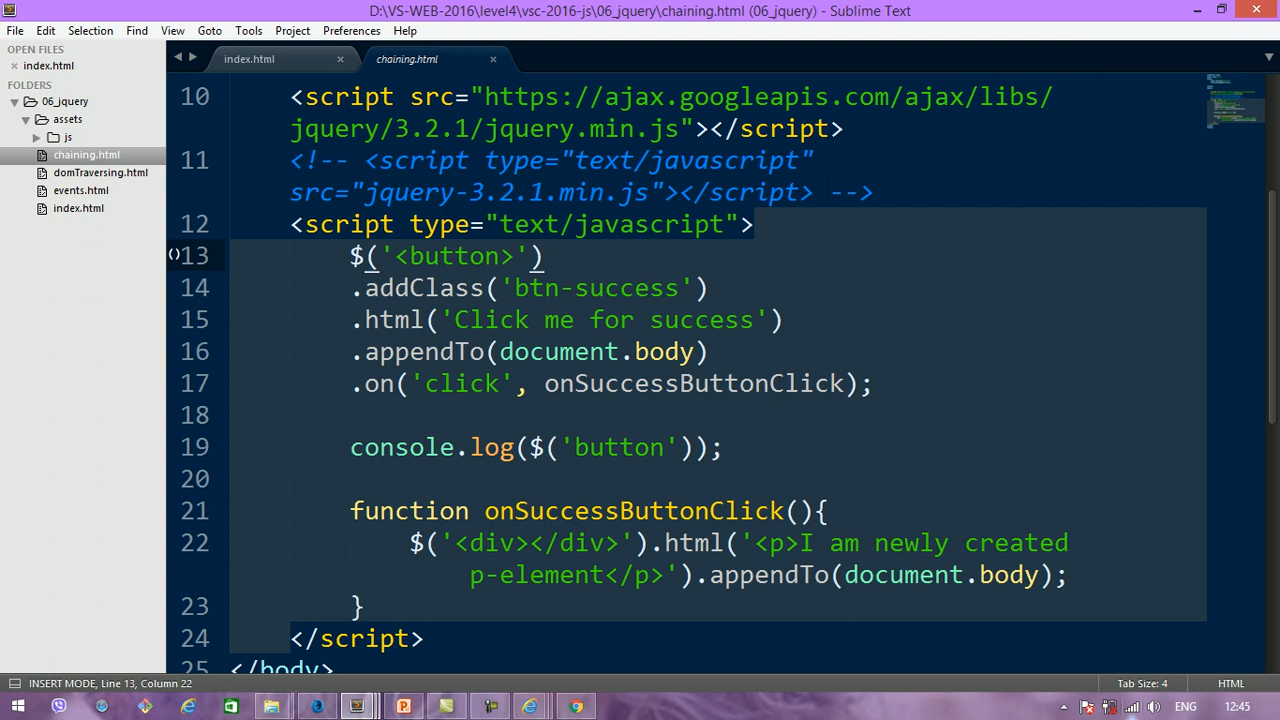 D:\VS-WEB-2016\level4\vsc-2016-js\06_jquery\chaining.html (06_jquery) - Sublime Text
File Edit Selection Find View Goto Tools Project Preferences Help
OPEN FILES
× index.html
FOLDERS
06_jquery
assets
js
chaining.html
domTraversing.html
events.html
index.html
index.html × chaining.html ×
10 <script src="https://ajax.googleapis.com/ajax/libs/
jquery/3.2.1/jquery.min.js"></script>
11 <!-- <script type="text/javascript"
src="jquery-3.2.1.min.js"></script> -->
12 <script type="text/javascript">
() 13 $('<button>')
14 .addClass('btn-success')
15 .html('Click me for success')
16 .appendTo(document.body)
17 .on('click', onSuccessButtonClick);
18
19 console.log($('button'));
20
21 function onSuccessButtonClick(){
22 $('<div></div>').html('<p>I am newly created
p-element</p>').appendTo(document.body);
23 }
24 </script>
25 </body>
INSERT MODE, Line 13, Column 22 Tab Size: 4 HTML
ENG 12:45